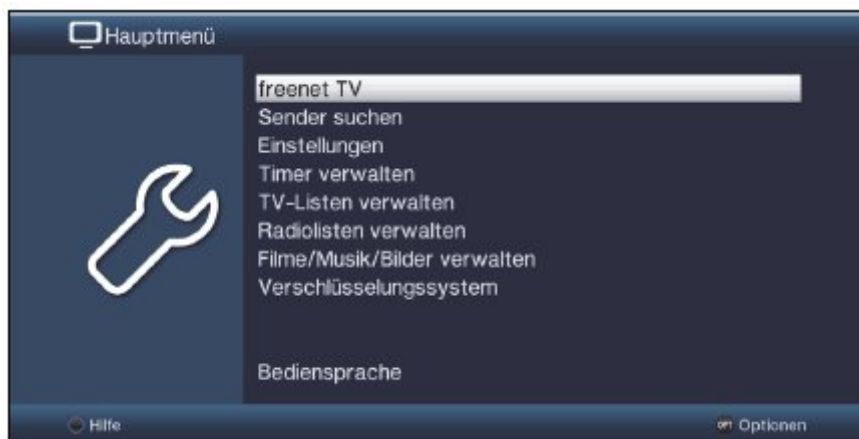 Hauptmenü
freenet TV
Sender suchen
Einstellungen
Timer verwalten
TV-Listen verwalten
Radiolisten verwalten
Filme/Musik/Bilder verwalten
Verschlüsselungssystem
Bediensprache
Hilfe
OPT Optionen